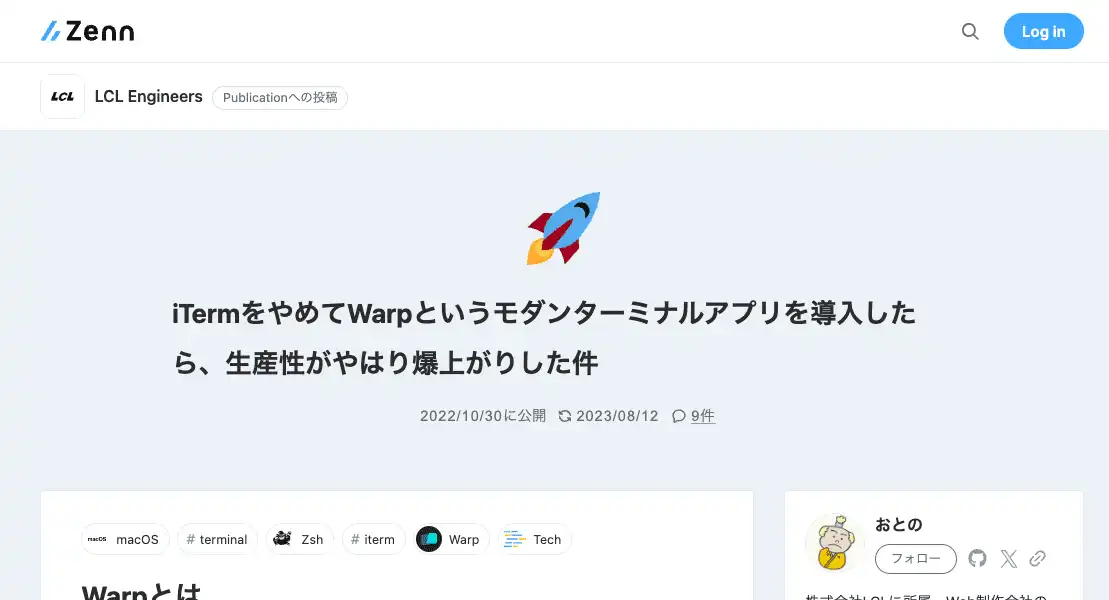 Zenn
Log in
LCL
LCL Engineers
Publicationへの投稿
iTermをやめてWarpというモダンターミナルアプリを導入した
ら、生産性がやはり爆上がりした件
2022/10/30に公開 2023/08/12 9件
macOS macOS # terminal Zsh # iterm Warp Tech
Warpとは
おとの
フォロー
株式会社LCLに所属。Web制作会社の